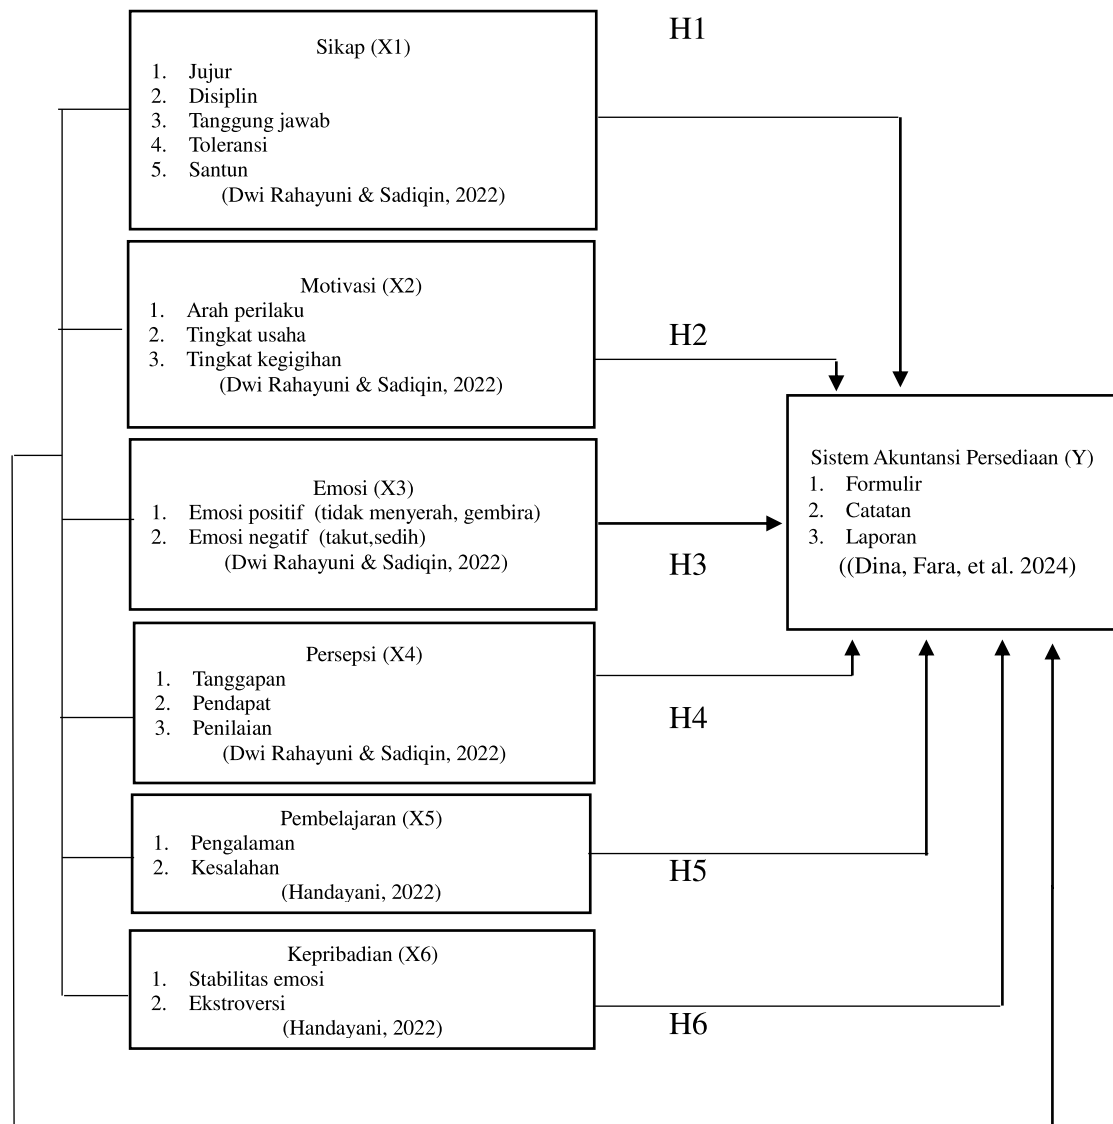 H1
Sikap (X1)
1. Jujur
2. Disiplin
3. Tanggung jawab
4. Toleransi
5. Santun
(Dwi Rahayuni & Sadiqin, 2022)
Motivasi (X2)
1. Arah perilaku
2. Tingkat usaha
3. Tingkat kegigihan
(Dwi Rahayuni & Sadiqin, 2022)
H2
Emosi (X3)
1. Emosi positif (tidak menyerah, gembira)
2. Emosi negatif (takut,sedih)
(Dwi Rahayuni & Sadiqin, 2022)
H3
Sistem Akuntansi Persediaan (Y)
1. Formulir
2. Catatan
3. Laporan
((Dina, Fara, et al. 2024)
Persepsi (X4)
1. Tanggapan
2. Pendapat
3. Penilaian
(Dwi Rahayuni & Sadiqin, 2022)
H4
Pembelajaran (X5)
1. Pengalaman
2. Kesalahan
(Handayani, 2022)
H5
Kepribadian (X6)
1. Stabilitas emosi
2. Ekstroversi
(Handayani, 2022)
H6